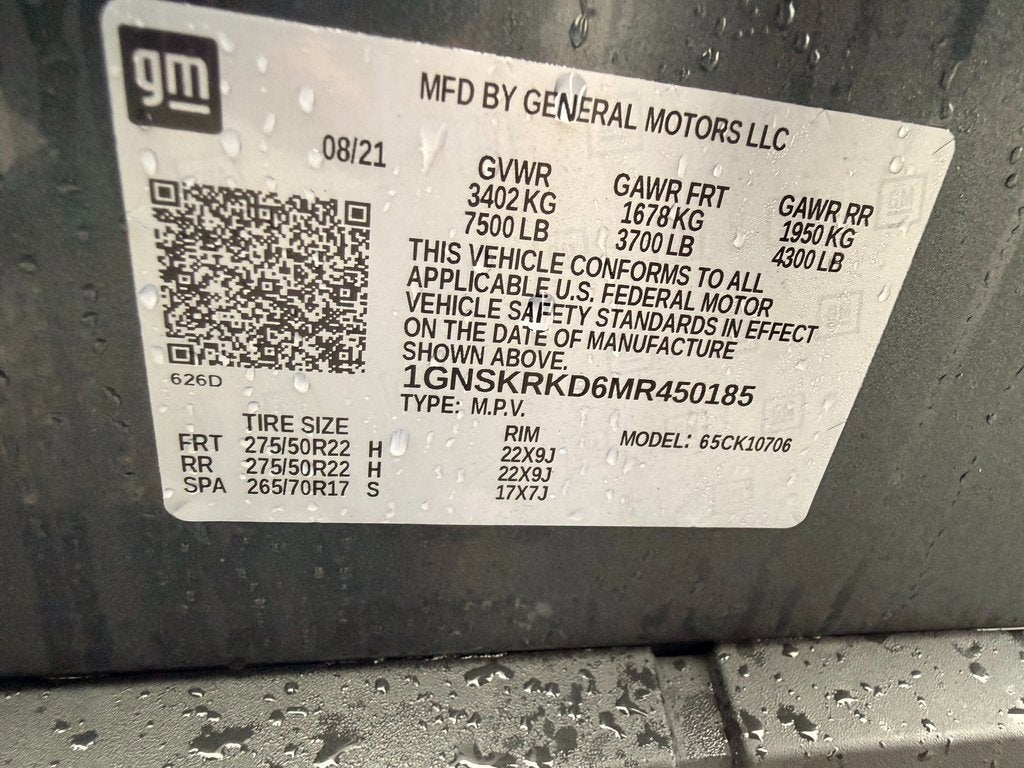 gm
MFD BY GENERAL MOTORS LLC
08/21
GVWR GAWR FRT GAWR RR
3402 KG 1678 KG 1950 KG
7500 LB 3700 LB 4300 LB
THIS VEHICLE CONFORMS TO ALL
APPLICABLE U.S. FEDERAL MOTOR
VEHICLE SAFETY STANDARDS IN EFFECT
ON THE DATE OF MANUFACTURE
SHOWN ABOVE.
626D
1GNSKRKD6MR450185
TYPE: M.P.V.
TIRE SIZE RIM MODEL: 65CK10706
FRT 275/50R22 H 22X9J
RR 275/50R22 H 22X9J
SPA 265/70R17 S 17X7J